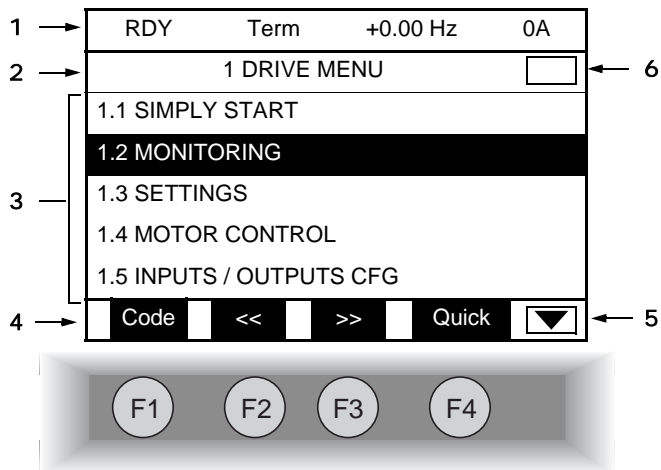 1 RDY Term +0.00 Hz 0A
2 1 DRIVE MENU 6
1.1 SIMPLY START
1.2 MONITORING
3 1.3 SETTINGS
1.4 MOTOR CONTROL
1.5 INPUTS / OUTPUTS CFG
4 Code << >> Quick 5
F1 F2 F3 F4